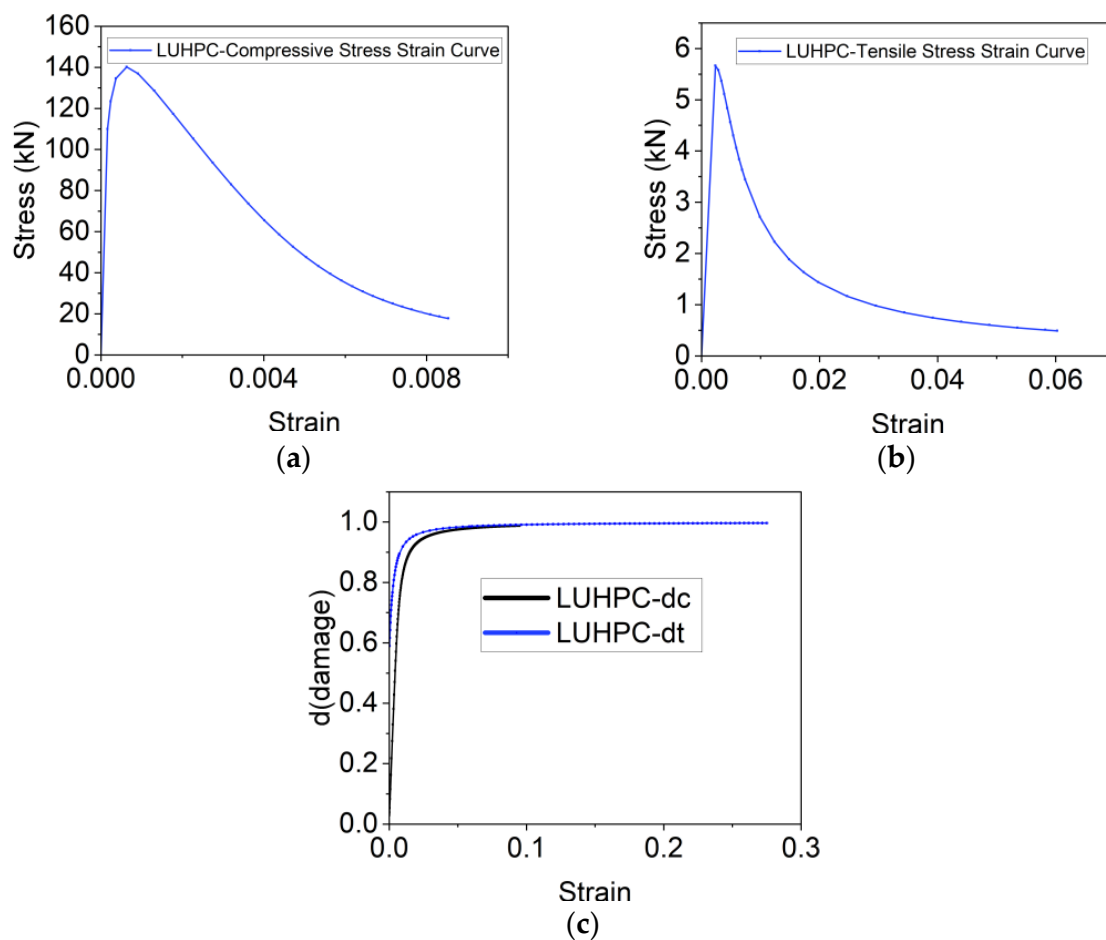 160
140
120
100
80
60
40
20
0
Stress (kN)
LUHPC-Compressive Stress Strain Curve
0.000 0.004 0.008
Strain
(a)
6
5
4
3
2
1
0
Stress (kN)
LUHPC-Tensile Stress Strain Curve
0.00 0.02 0.04 0.06
Strain
(b)
1.0
0.8
0.6
0.4
0.2
0.0
d(damage)
LUHPC-dc
LUHPC-dt
0.0 0.1 0.2 0.3
Strain
(c)